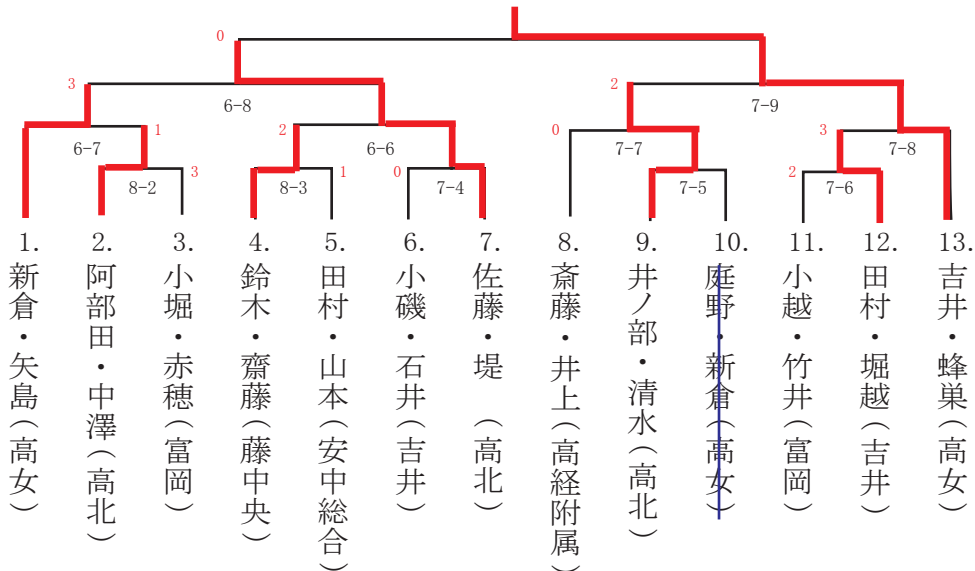 0
3
6-8
2
7-9
1
6-7
2
6-6
0
7-7
3
7-8
8-2
3
8-3
1
0
7-4
7-5
2
7-6
1.
新倉・矢島(高女)
2.
阿部田・中澤(高北)
3.
小堀・赤穂(富岡)
4.
鈴木・齋藤(藤中央)
5.
田村・山本(安中総合)
6.
小磯・石井(吉井)
7.
佐藤・堤 (高北)
8.
斎藤・井上(高経附属)
9.
井ノ部・清水(高北)
10.
庭野・新倉(高女)
11.
小越・竹井(富岡)
12.
田村・堀越(吉井)
13.
吉井・蜂巣(高女)